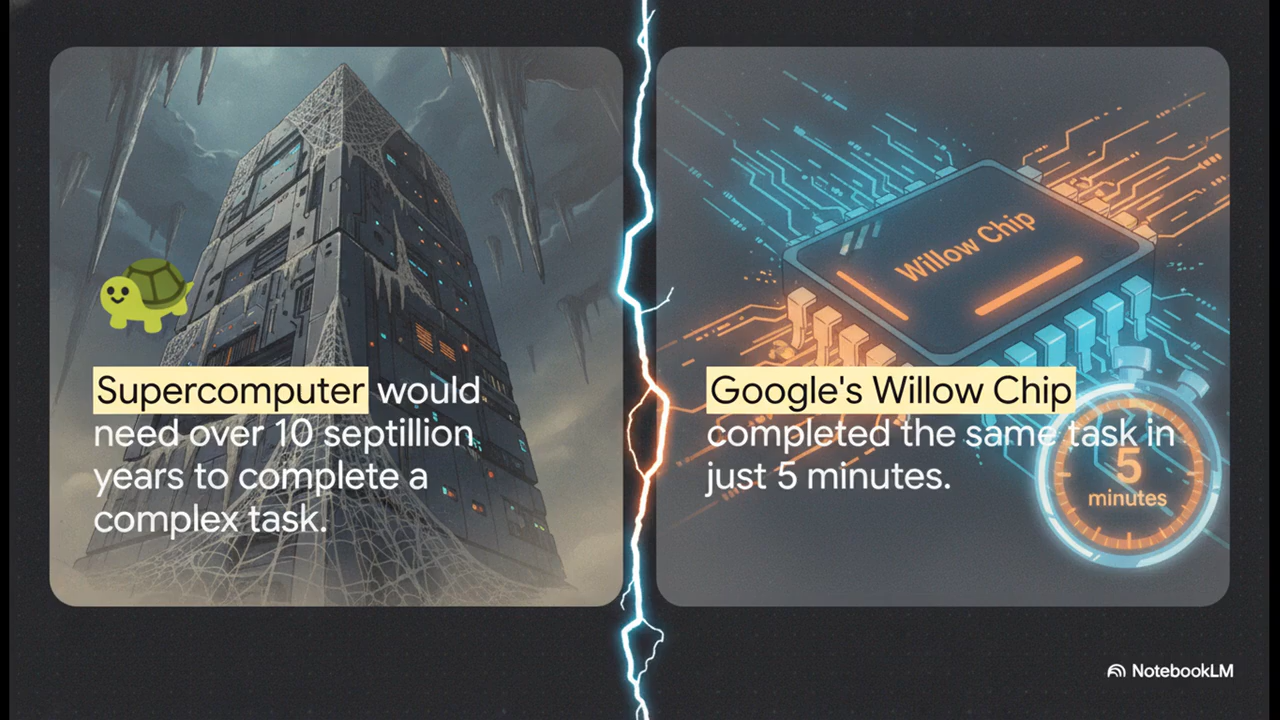 Supercomputer would
need over 10 septillion
years to complete a
complex task.
Willow Chip
Google's Willow Chip
completed the same task in
just 5 minutes.
5
minutes
NotebookLM